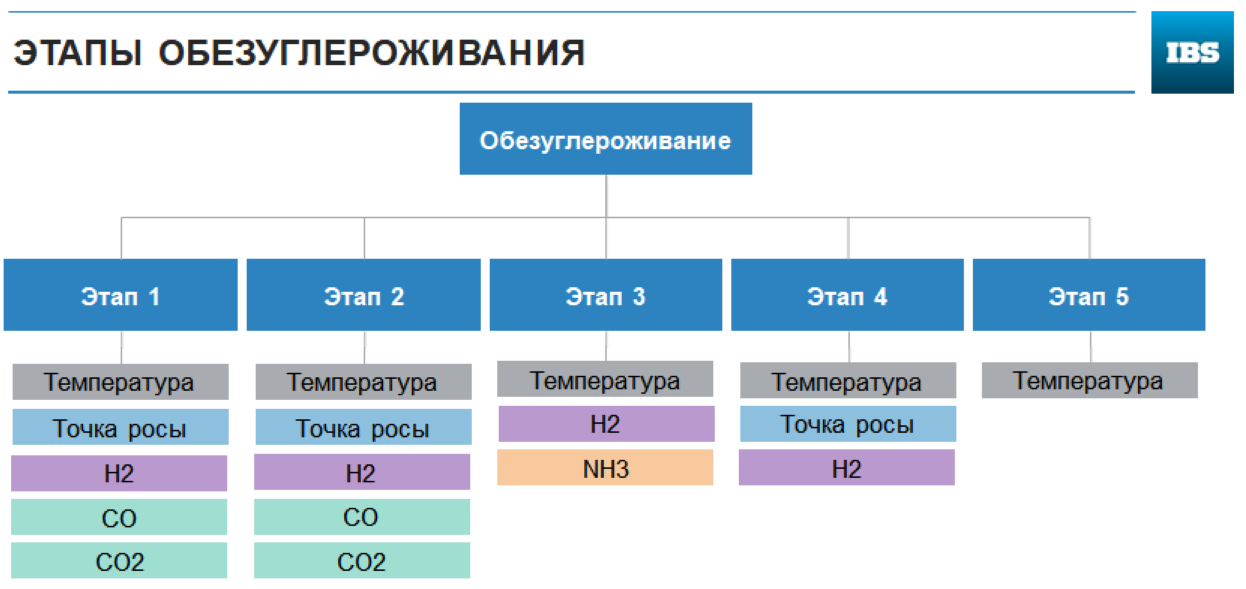 ЭТАПЫ ОБЕЗУГЛЕРОЖИВАНИЯ
IBS
Обезуглероживание
Этап 1
Этап 2
Этап 3
Этап 4
Этап 5
Температура
Точка росы
H2
CO
CO2
Температура
Точка росы
H2
CO
CO2
Температура
H2
NH3
Температура
Точка росы
H2
Температура